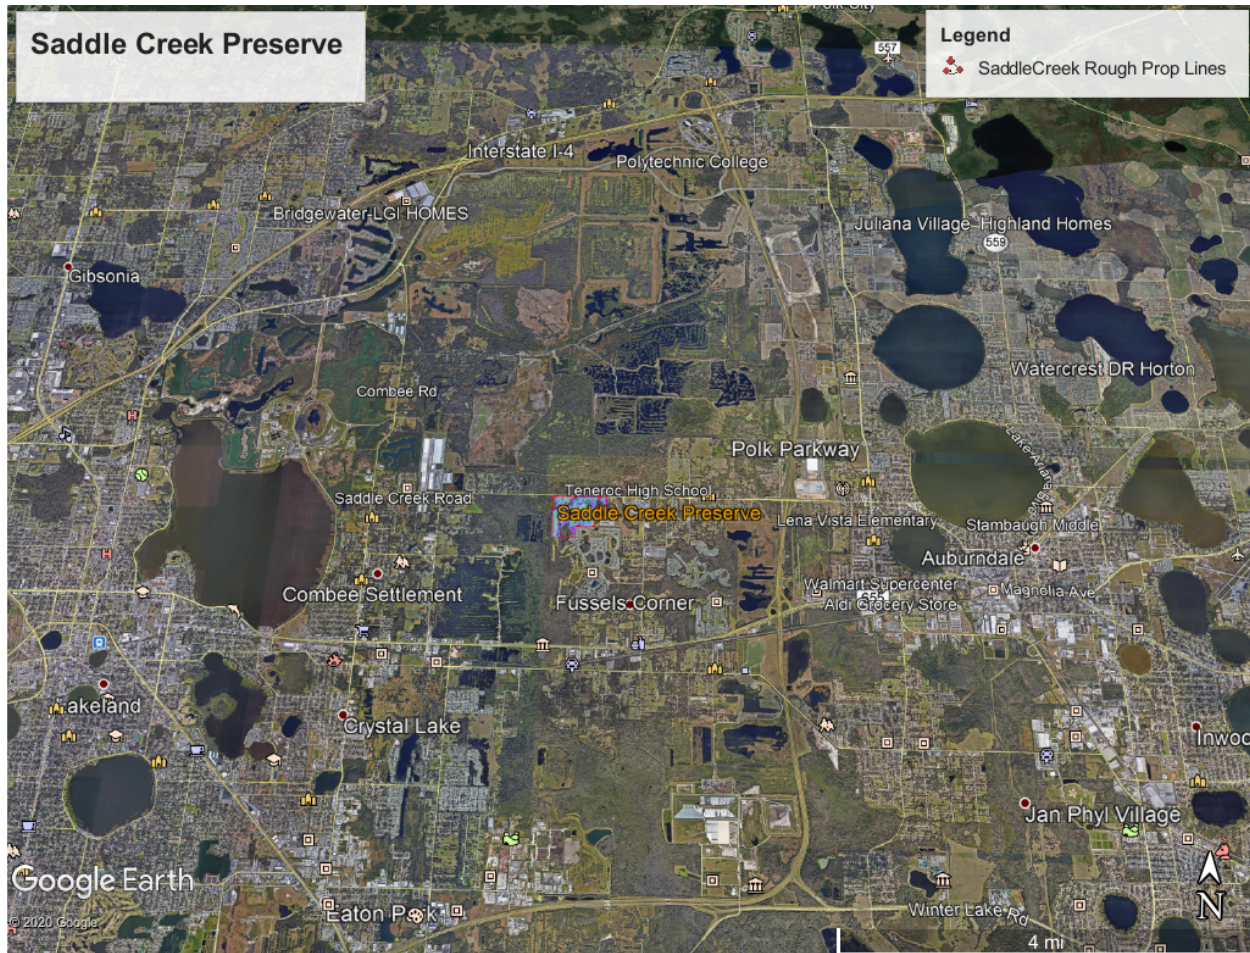 Saddle Creek Preserve
Polk City
Legend
SaddleCreek Rough Prop Lines
557
Interstate I-4
Polytechnic College
Bridgewater-LGI HOMES
Juliana Village
Highland Homes
559
Gibsonia
Combee Rd
Watercrest DR Horton
Polk Parkway
Lake Ariana
Saddle Creek Road
Teneroc High School
Saddle Creek Preserve
Lena Vista Elementary
Stambaugh Middle
Auburndale
Combee Settlement
Fussels Corner
Walmart Supercenter
Magnolia Ave
Aldi Grocery Store
Lakeland
Crystal Lake
Inwoo
Jan Phyl Village
Google Earth
© 2020 Google
Eaton Park
Winter Lake Rd
N
4 mi